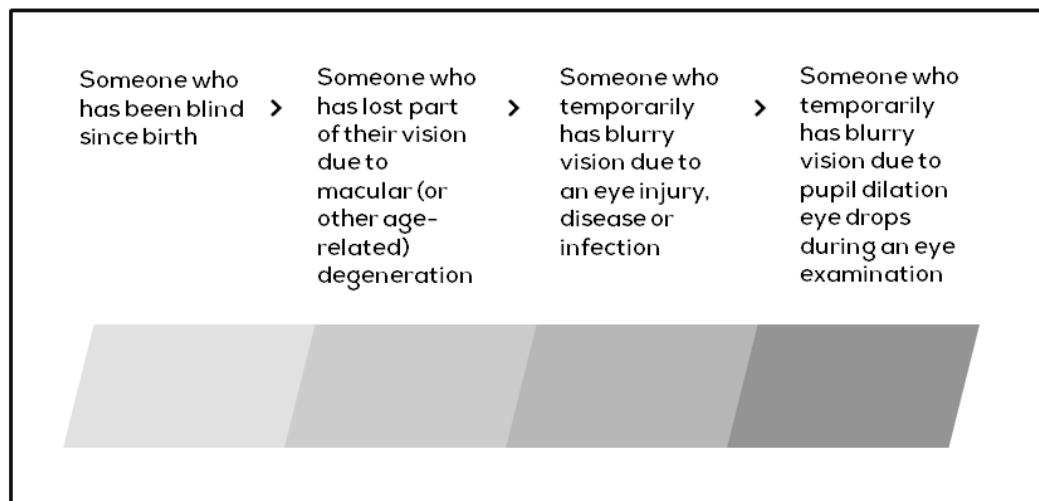 Someone who
has been blind
since birth
>
Someone who
has lost part
of their vision
due to
macular (or
other age-
related)
degeneration
>
Someone who
temporarily
has blurry
vision due to
an eye injury,
disease or
infection
>
Someone who
temporarily
has blurry
vision due to
pupil dilation
eye drops
during an eye
examination